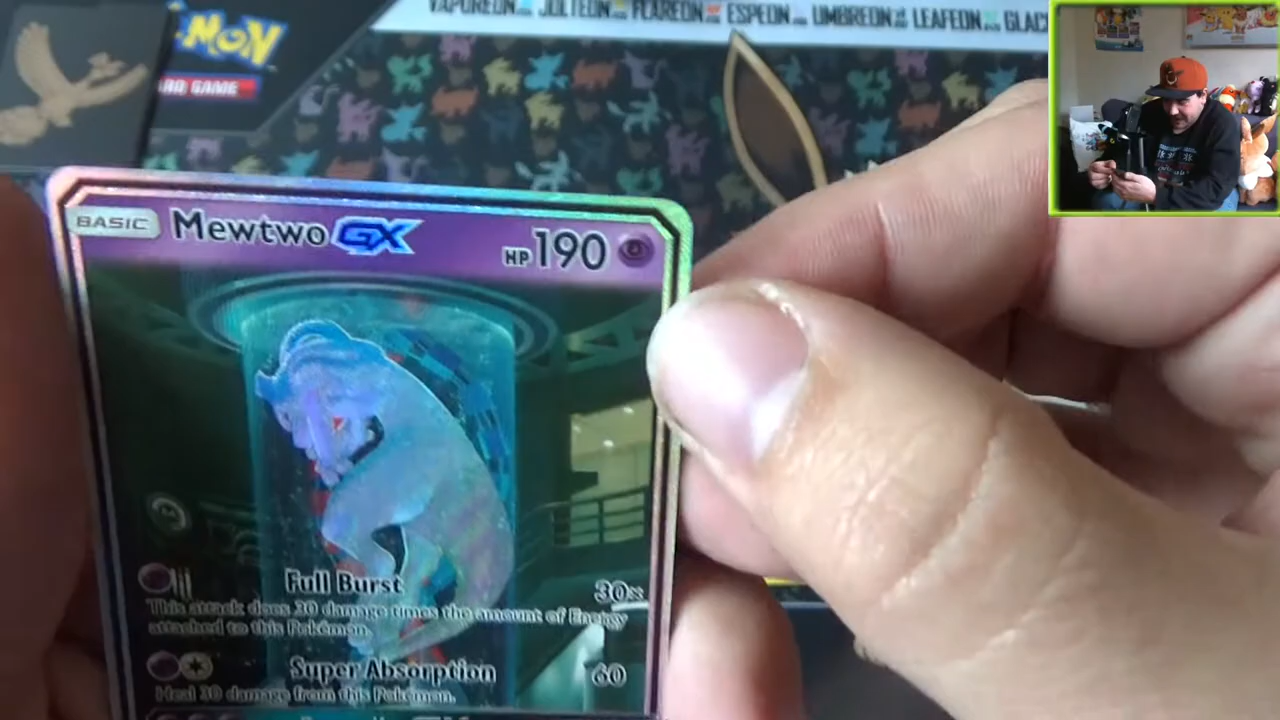 VAPOREON JOLTEON FLAREON ESPEON UMBREON LEAFEON GLAC
MON
ARD GAME
BASIC Mewtwo GX HP 190
Full Burst 30x
This attack does 30 damage times the amount of Energy
attached to this Pokémon.
Super Absorption 60
Heal 30 damage from this Pokémon.